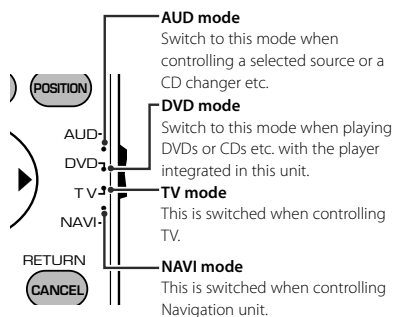 AUD mode
Switch to this mode when
controlling a selected source or a
CD changer etc.
DVD mode
Switch to this mode when playing
DVDs or CDs etc. with the player
integrated in this unit.
TV mode
This is switched when controlling
TV.
NAVI mode
This is switched when controlling
Navigation unit.
POSITION
AUD
DVD
TV
NAVI
RETURN
CANCEL